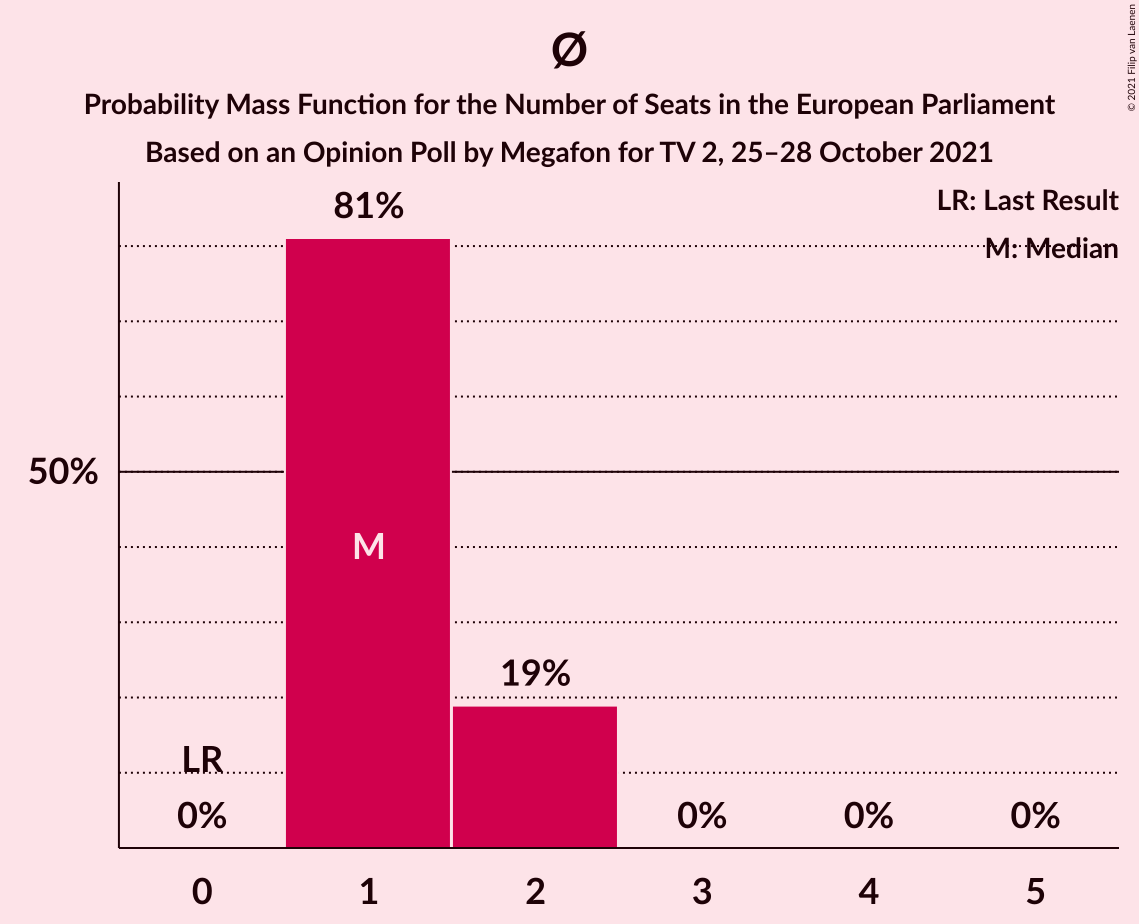 Ø
Probability Mass Function for the Number of Seats in the European Parliament
Based on an Opinion Poll by Megafon for TV 2, 25–28 October 2021
© 2021 Filip van Laenen
LR: Last Result
M: Median
81%
50%
M
19%
LR
0%
0%
0%
0%
0
1
2
3
4
5